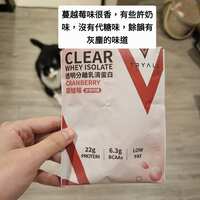 蔓越莓味很香，有些許奶
味，沒有代糖味，餘韻有
灰塵的味道
CLEAR
WHEY ISOLATE
透明分離乳清蛋白
CRANBERRY
蔓越莓
TRYALL
22g
PROTEIN
6.3g
BCAAs
LOW
FAT